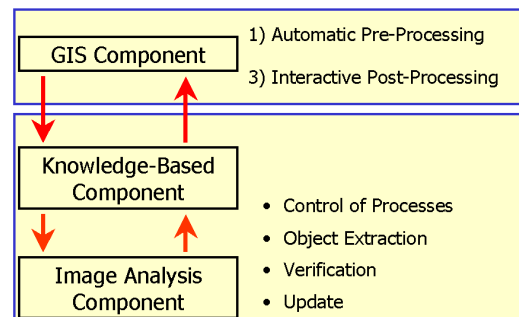 GIS Component
1) Automatic Pre-Processing
3) Interactive Post-Processing
Knowledge-Based
Component
Image Analysis
Component
• Control of Processes
• Object Extraction
• Verification
• Update